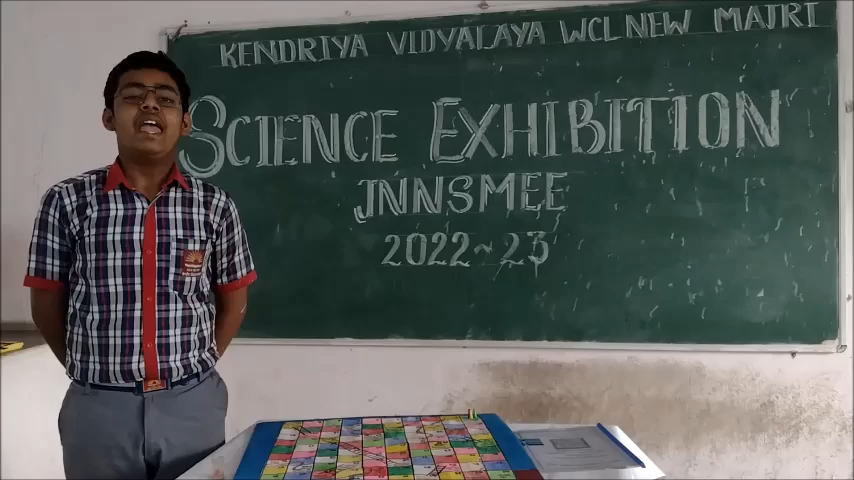 KENDRIYA VIDYALAYA WCL NEW MAJRI
SCIENCE EXHIBITION
JNNSMEE
2022~23